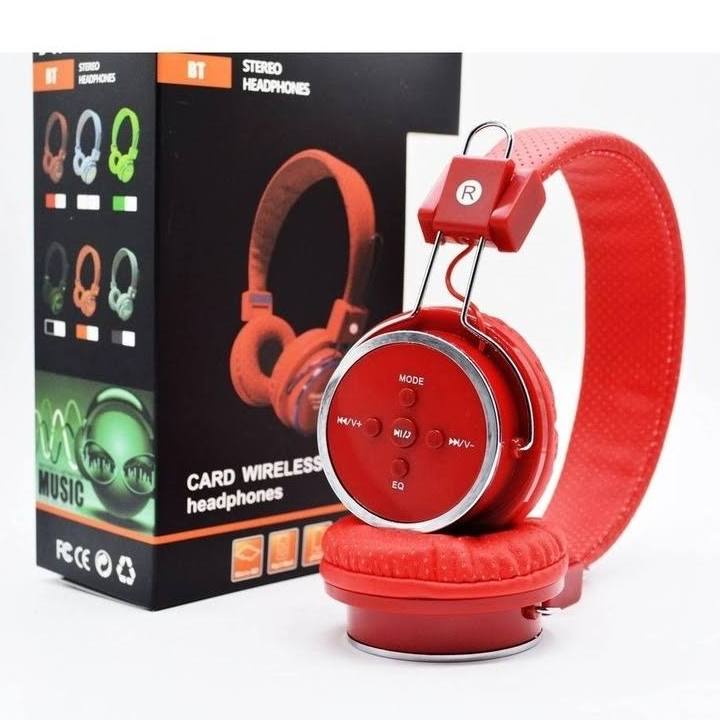 BT
STEREO
HEADPHONES
BT
STEREO
HEADPHONES
MUSIC
FC CE
CARD WIRELESS
headphones
R
MODE
V+
V-
EQ